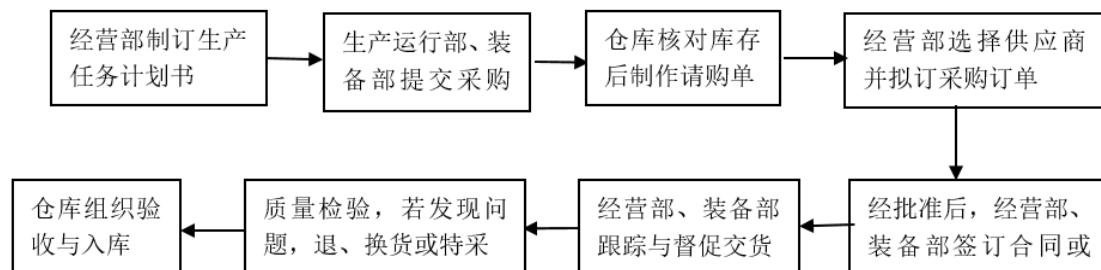 经营部制订生产
任务计划书
生产运行部、装
备部提交采购
仓库核对库存
后制作请购单
经营部选择供应商
并拟订采购订单
经批准后，经营部、
装备部签订合同或
经营部、装备部
跟踪与督促交货
质量检验，若发现问
题，退、换货或特采
仓库组织验
收与入库